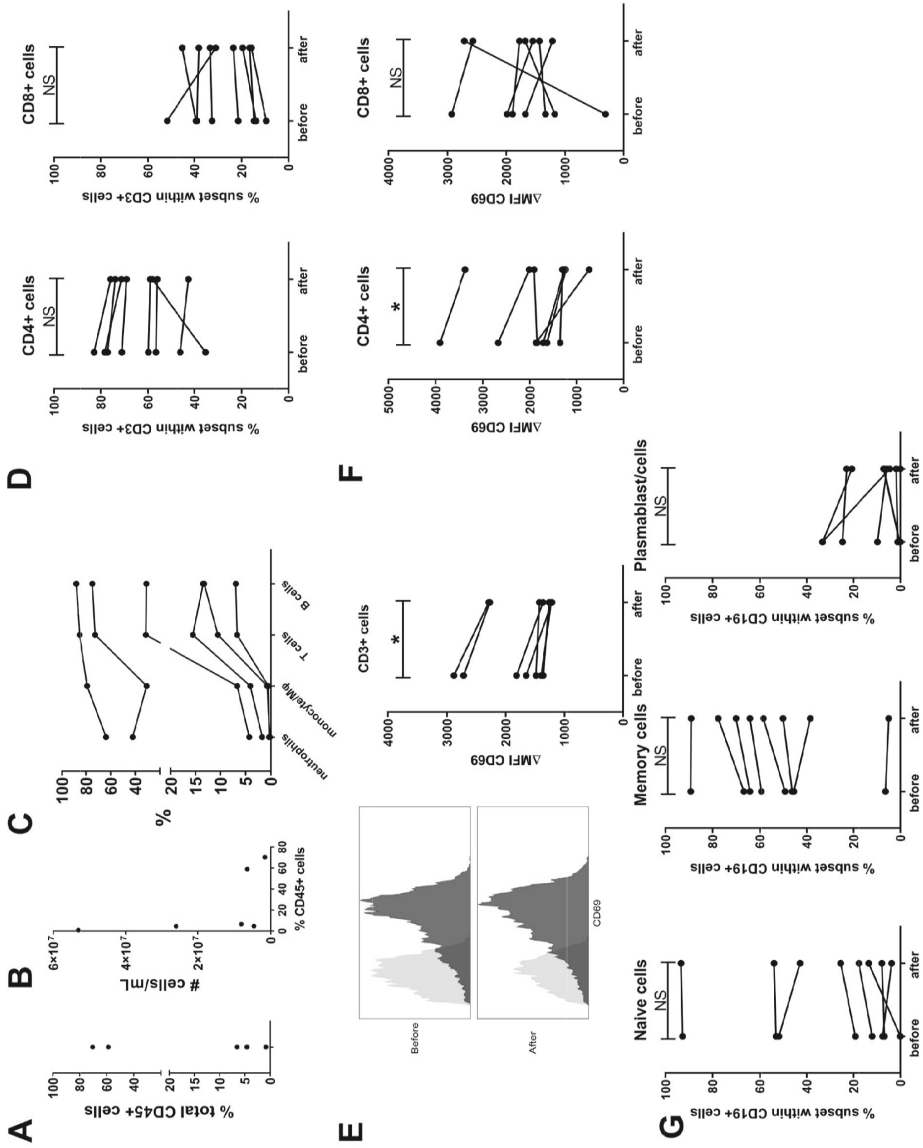 A
% total CD45+ cells
100
80
60
40
20
15
10
5
0
B
# cells/mL
6×10⁷
4×10⁷
2×10⁷
0
0 20 40 60 80
% CD45+ cells
C
%
100
80
60
40
20
15
10
5
0
neutrophils
monocyte/Mφ
T cells
B cells
D
CD4+ cells
NS
% subset within CD3+ cells
100
80
60
40
20
0
before
after
CD8+ cells
NS
% subset within CD3+ cells
100
80
60
40
20
0
before
after
E
Before
After
CD69
CD3+ cells
*
ΔMFI CD69
4000
3000
2000
1000
0
before
after
F
CD4+ cells
*
ΔMFI CD69
5000
4000
3000
2000
1000
0
before
after
CD8+ cells
NS
ΔMFI CD69
4000
3000
2000
1000
0
before
after
G
Naive cells
NS
% subset within CD19+ cells
100
80
60
40
20
0
before
after
Memory cells
NS
% subset within CD19+ cells
100
80
60
40
20
0
before
after
Plasmablast/cells
NS
% subset within CD19+ cells
100
80
60
40
20
0
before
after